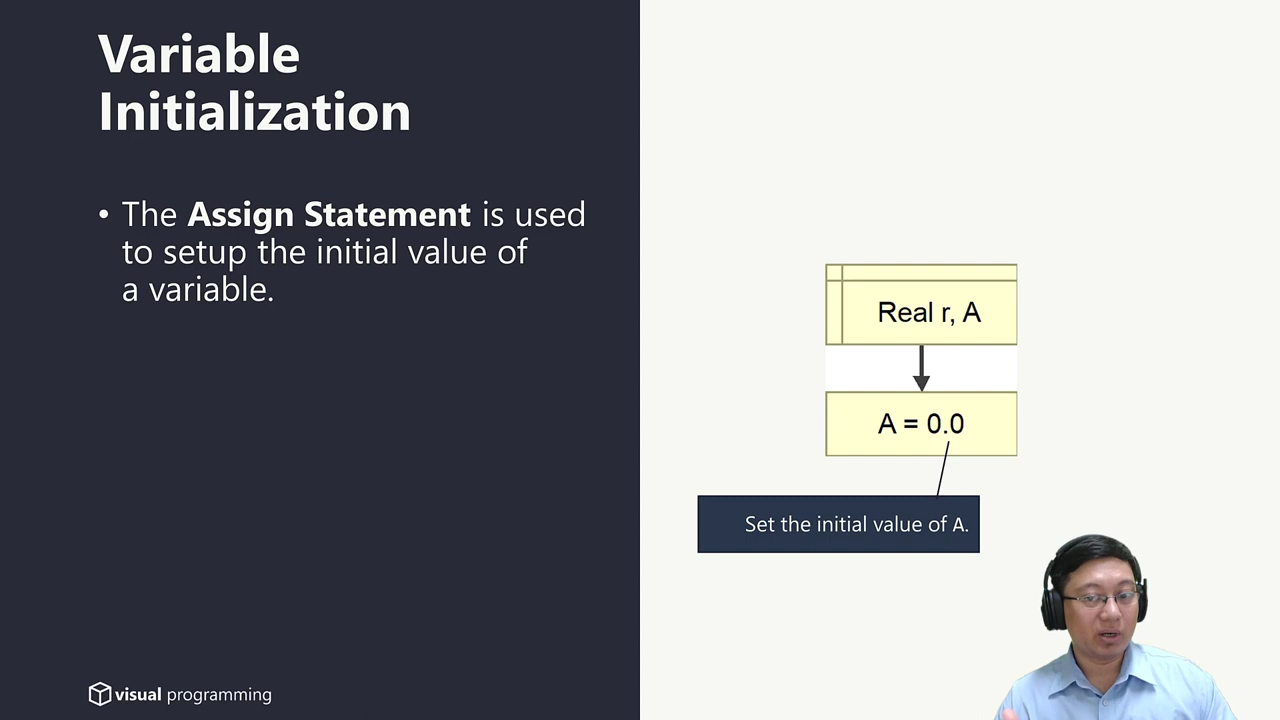 Variable
Initialization
• The Assign Statement is used
to setup the initial value of
a variable.
Real r, A
A = 0.0
Set the initial value of A.
visual programming